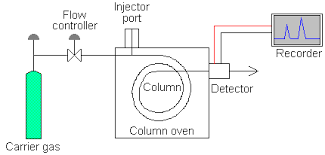 Injector
port
Flow
controller
Recorder
Column
Detector
Column oven
Carrier gas